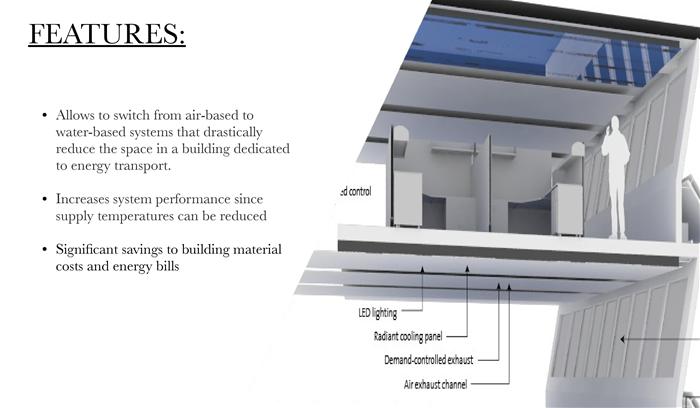 FEATURES:
• Allows to switch from air-based to
water-based systems that drastically
reduce the space in a building dedicated
to energy transport.
• Increases system performance since
supply temperatures can be reduced
• Significant savings to building material
costs and energy bills
control
LED lighting
Radiant cooling panel
Demand-controlled exhaust
Air exhaust channel